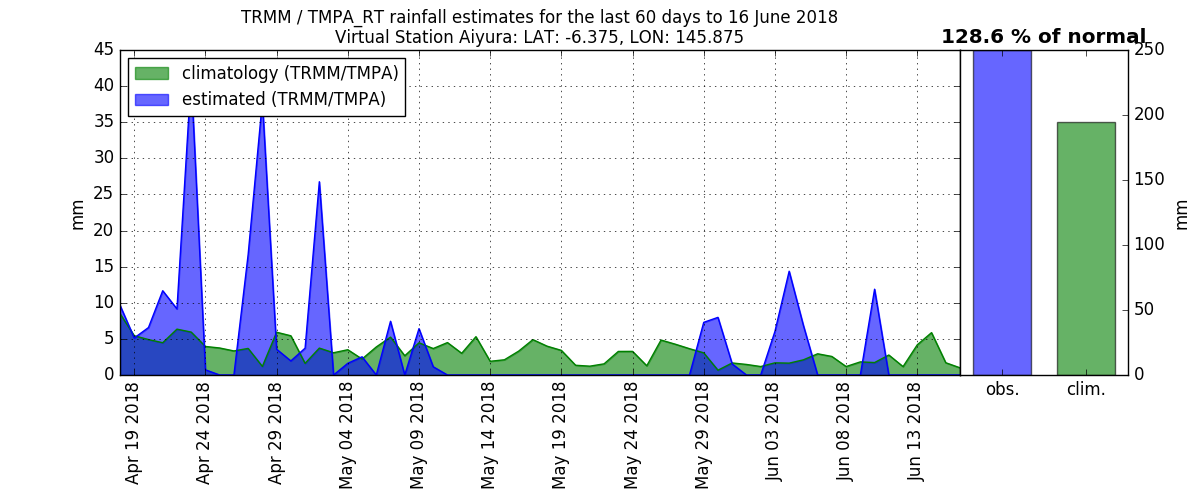 TRMM / TMPA_RT rainfall estimates for the last 60 days to 16 June 2018
Virtual Station Aiyura: LAT: -6.375, LON: 145.875
128.6 % of normal
climatology (TRMM/TMPA)
estimated (TRMM/TMPA)
45
40
35
30
25
20
15
10
5
0
mm
Apr 19 2018
Apr 24 2018
Apr 29 2018
May 04 2018
May 09 2018
May 14 2018
May 19 2018
May 24 2018
May 29 2018
Jun 03 2018
Jun 08 2018
Jun 13 2018
obs.
clim.
250
200
150
100
50
0
mm